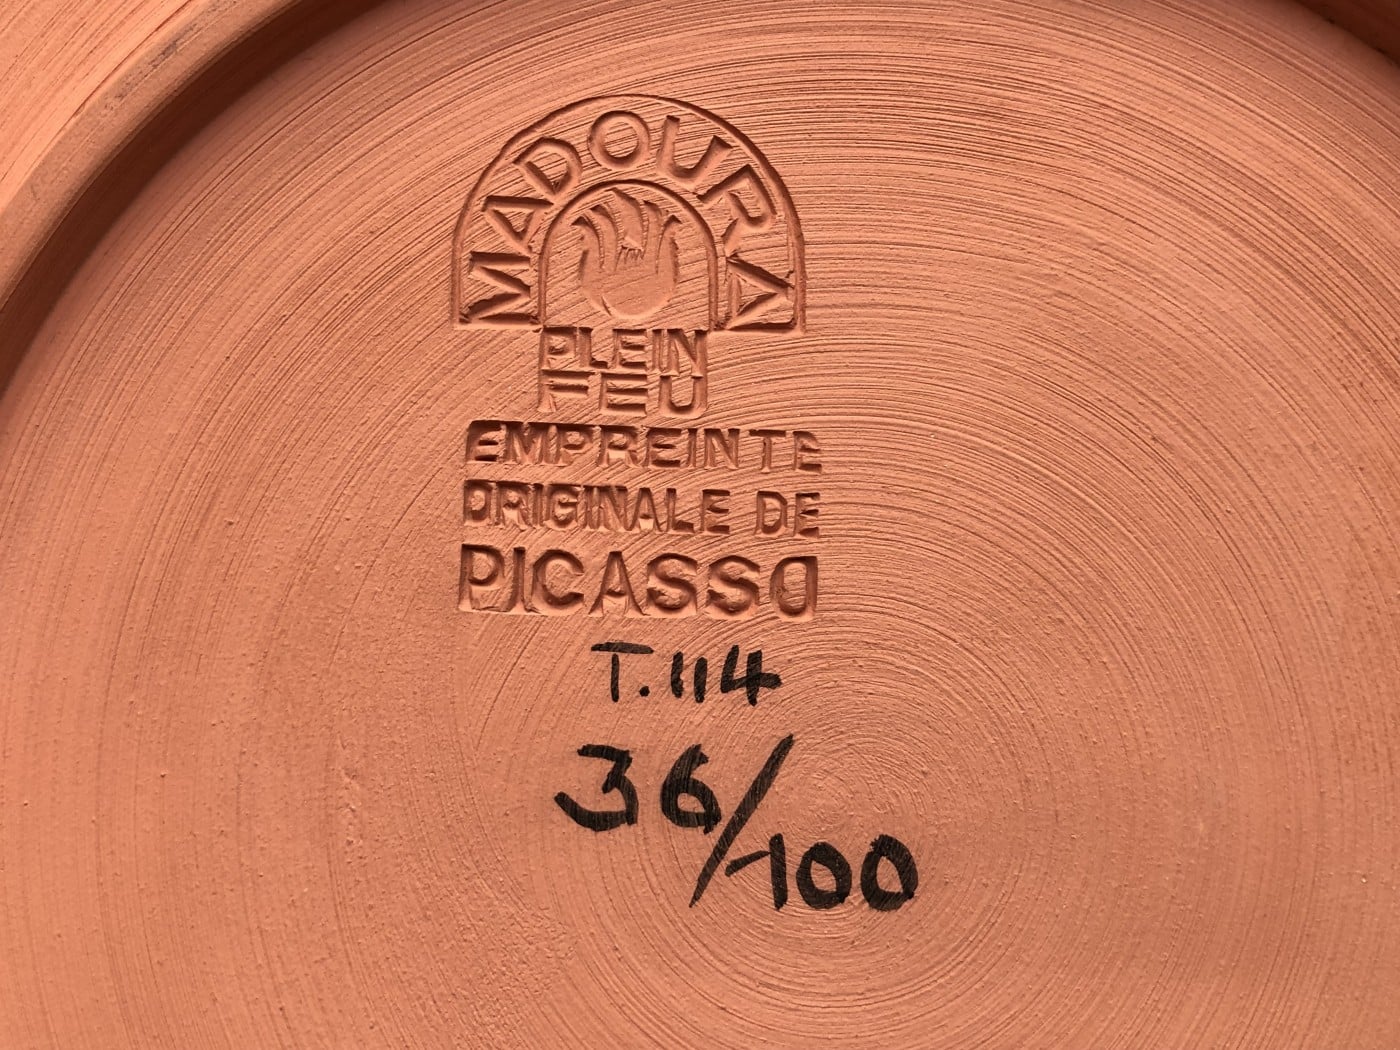 MADOURA
PLEIN
FEU
EMPREINTE
ORIGINALE DE
PICASSO
T.114
36/100